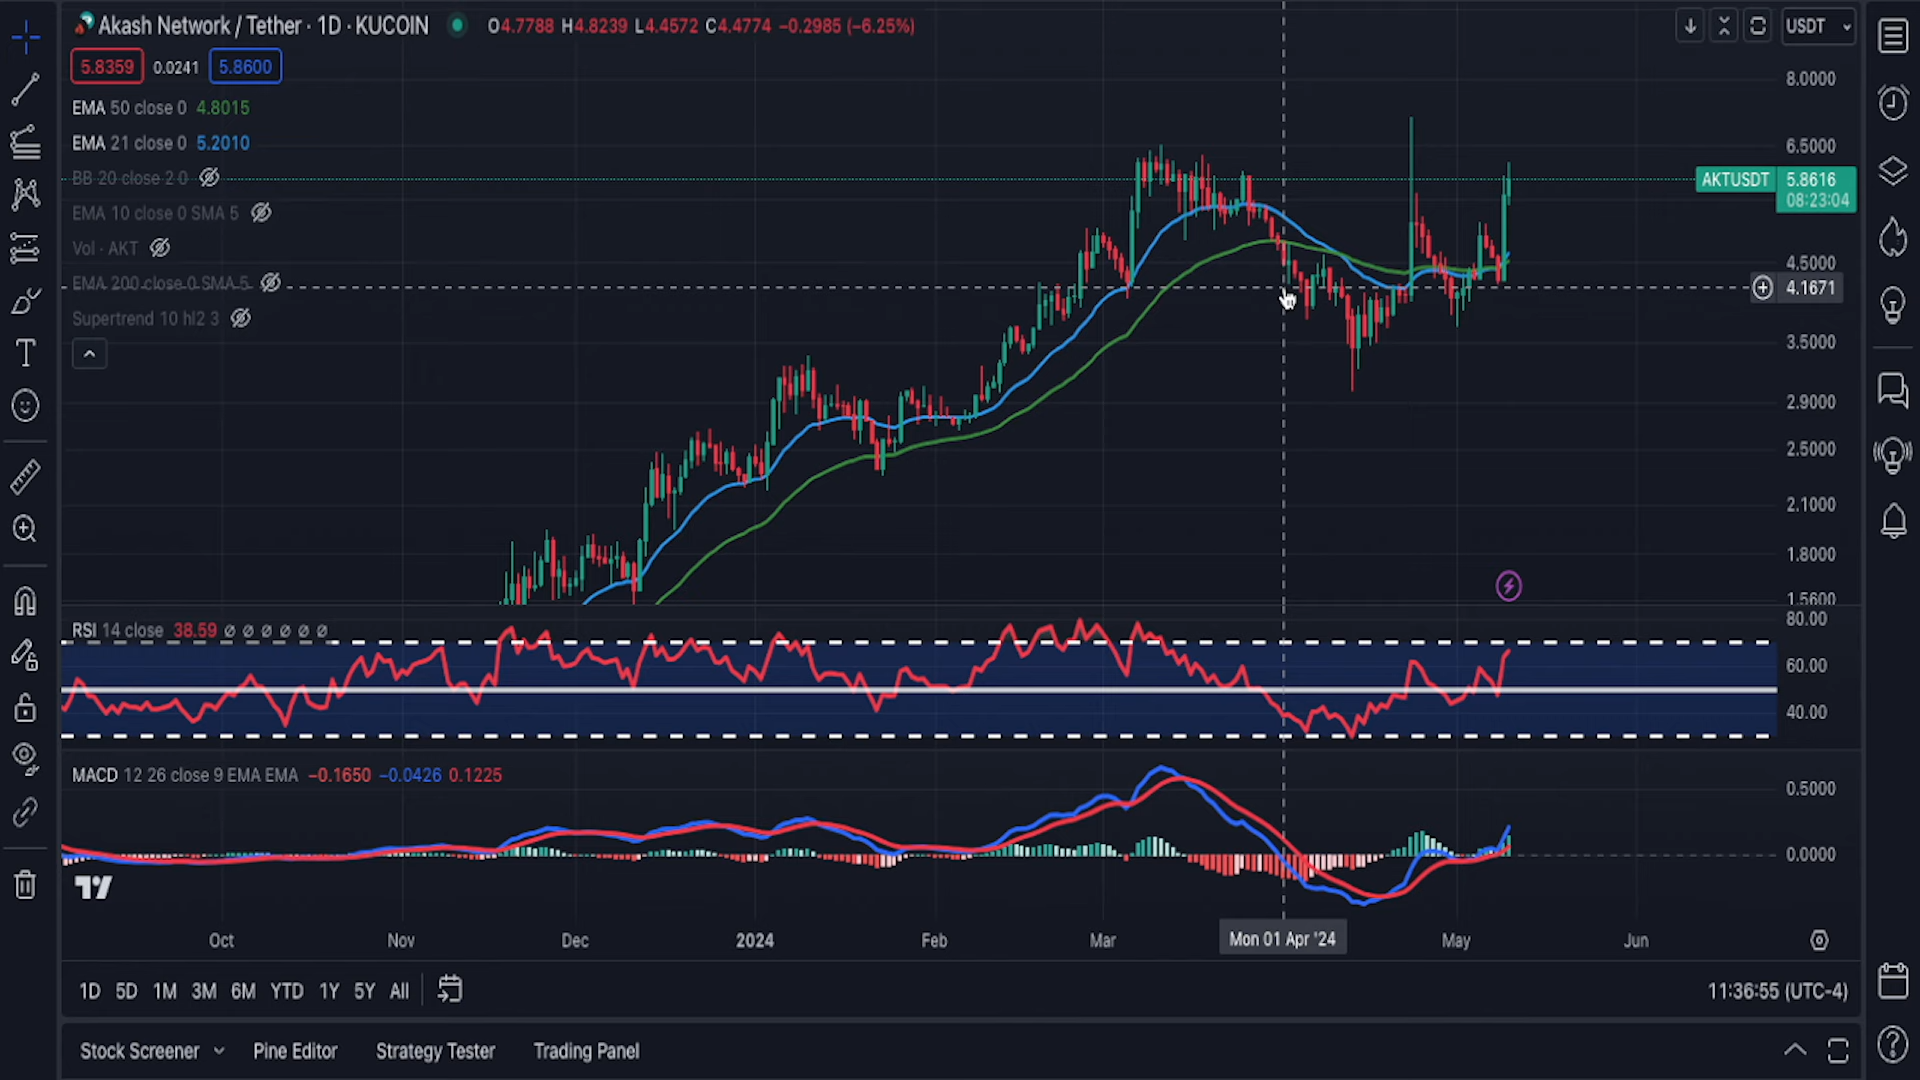 Akash Network / Tether · 1D · KUCOIN O4.7788 H4.8239 L4.4572 C4.4774 −0.2985 (−6.25%) USDT
5.8359 0.0241 5.8600
EMA 50 close 0 4.8015
EMA 21 close 0 5.2010
BB 20 close 2 0
EMA 10 close 0 SMA 5
Vol · AKT
EMA 200 close 0 SMA 5
Supertrend 10 hl2 3
8.0000
6.5000
AKTUSDT 5.8616
08:23:04
4.5000
4.1671
3.5000
2.9000
2.5000
2.1000
1.8000
1.5600
RSI 14 close 38.59 ∅ ∅ ∅ ∅ ∅ ∅
80.00
60.00
40.00
MACD 12 26 close 9 EMA EMA −0.1650 −0.0426 0.1225
0.5000
0.0000
Oct Nov Dec 2024 Feb Mar Mon 01 Apr '24 May Jun
1D 5D 1M 3M 6M YTD 1Y 5Y All 11:36:55 (UTC-4)
Stock Screener Pine Editor Strategy Tester Trading Panel